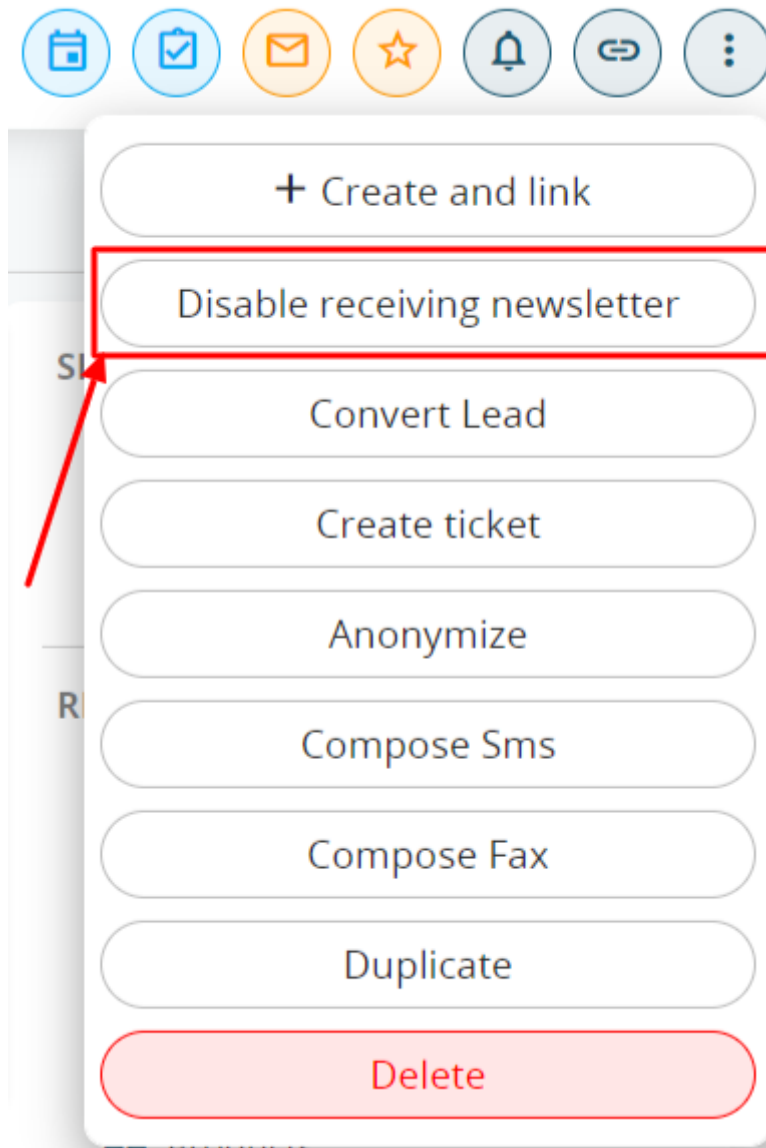 + Create and link
Disable receiving newsletter
Convert Lead
Create ticket
Anonymize
Compose Sms
Compose Fax
Duplicate
Delete